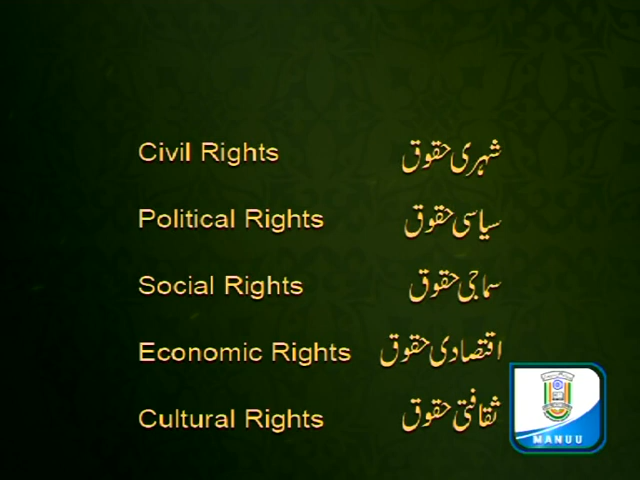 Civil Rights شہری حقوق
Political Rights سیاسی حقوق
Social Rights سماجی حقوق
Economic Rights اقتصادی حقوق
Cultural Rights ثقافتی حقوق
MANUU